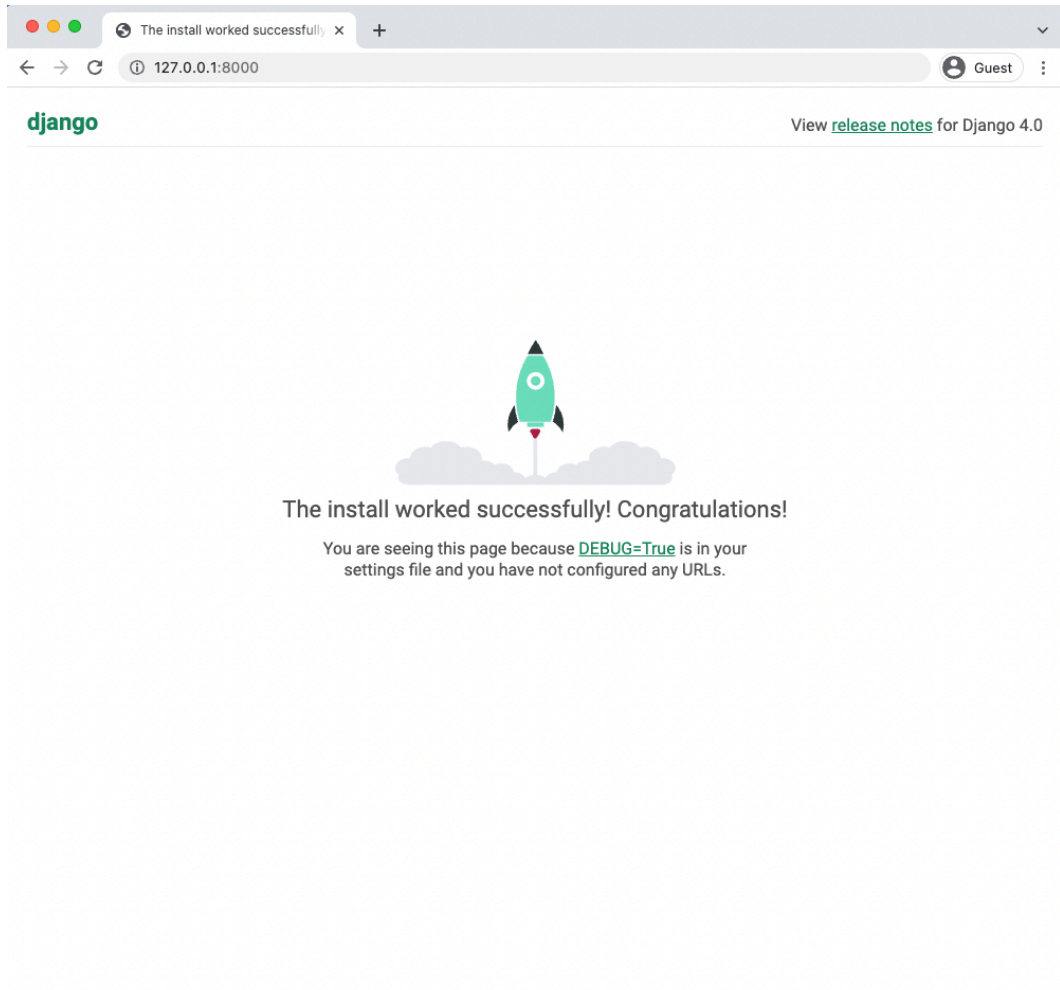 The install worked successfully
127.0.0.1:8000
Guest
django
View release notes for Django 4.0
The install worked successfully! Congratulations!
You are seeing this page because DEBUG=True is in your
settings file and you have not configured any URLs.